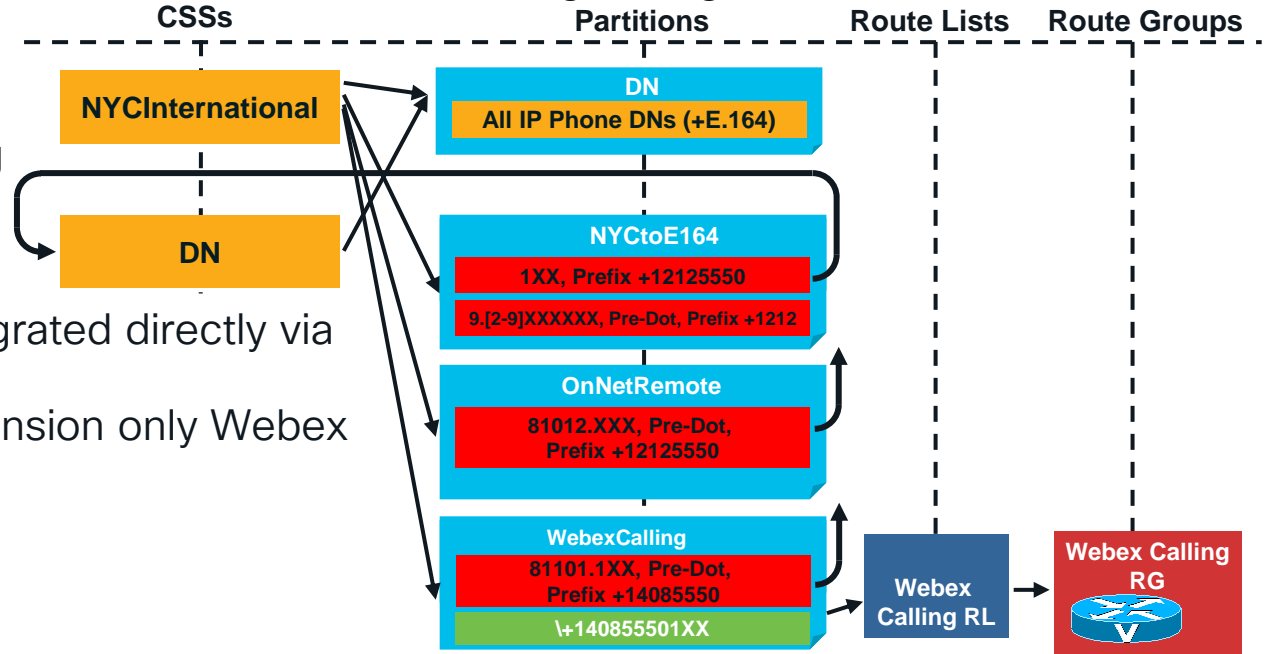 CSSs
Partitions
Route Lists
Route Groups
NYCInternational
DN
DN
All IP Phone DNs (+E.164)
NYCtoE164
1XX, Prefix +12125550
9.[2-9]XXXXXX, Pre-Dot, Prefix +1212
grated directly via
OnNetRemote
nsion only Webex
81012.XXX, Pre-Dot,
Prefix +12125550
WebexCalling
81101.1XX, Pre-Dot,
Prefix +14085550
\+140855501XX
Webex
Calling RL
Webex Calling
RG
V